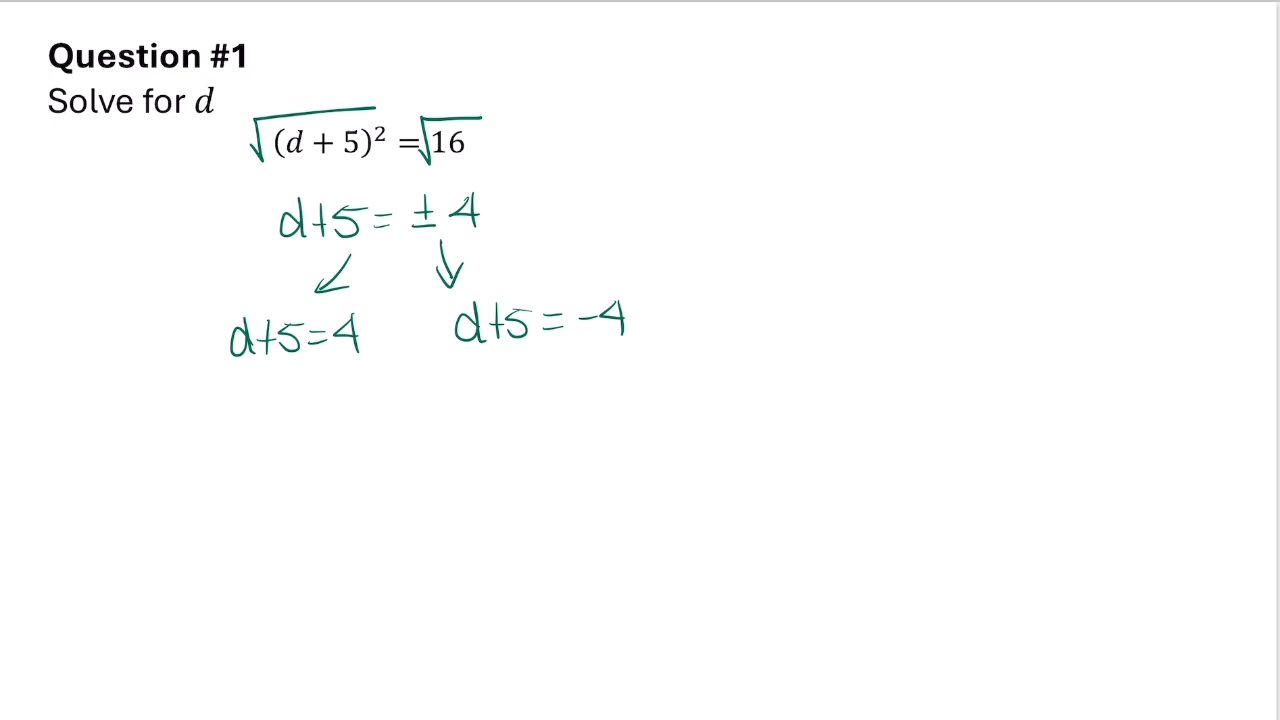 Question #1
Solve for d
√(d + 5)² = √16
d+5 = ± 4
↙ ↓
d+5=4 d+5=-4